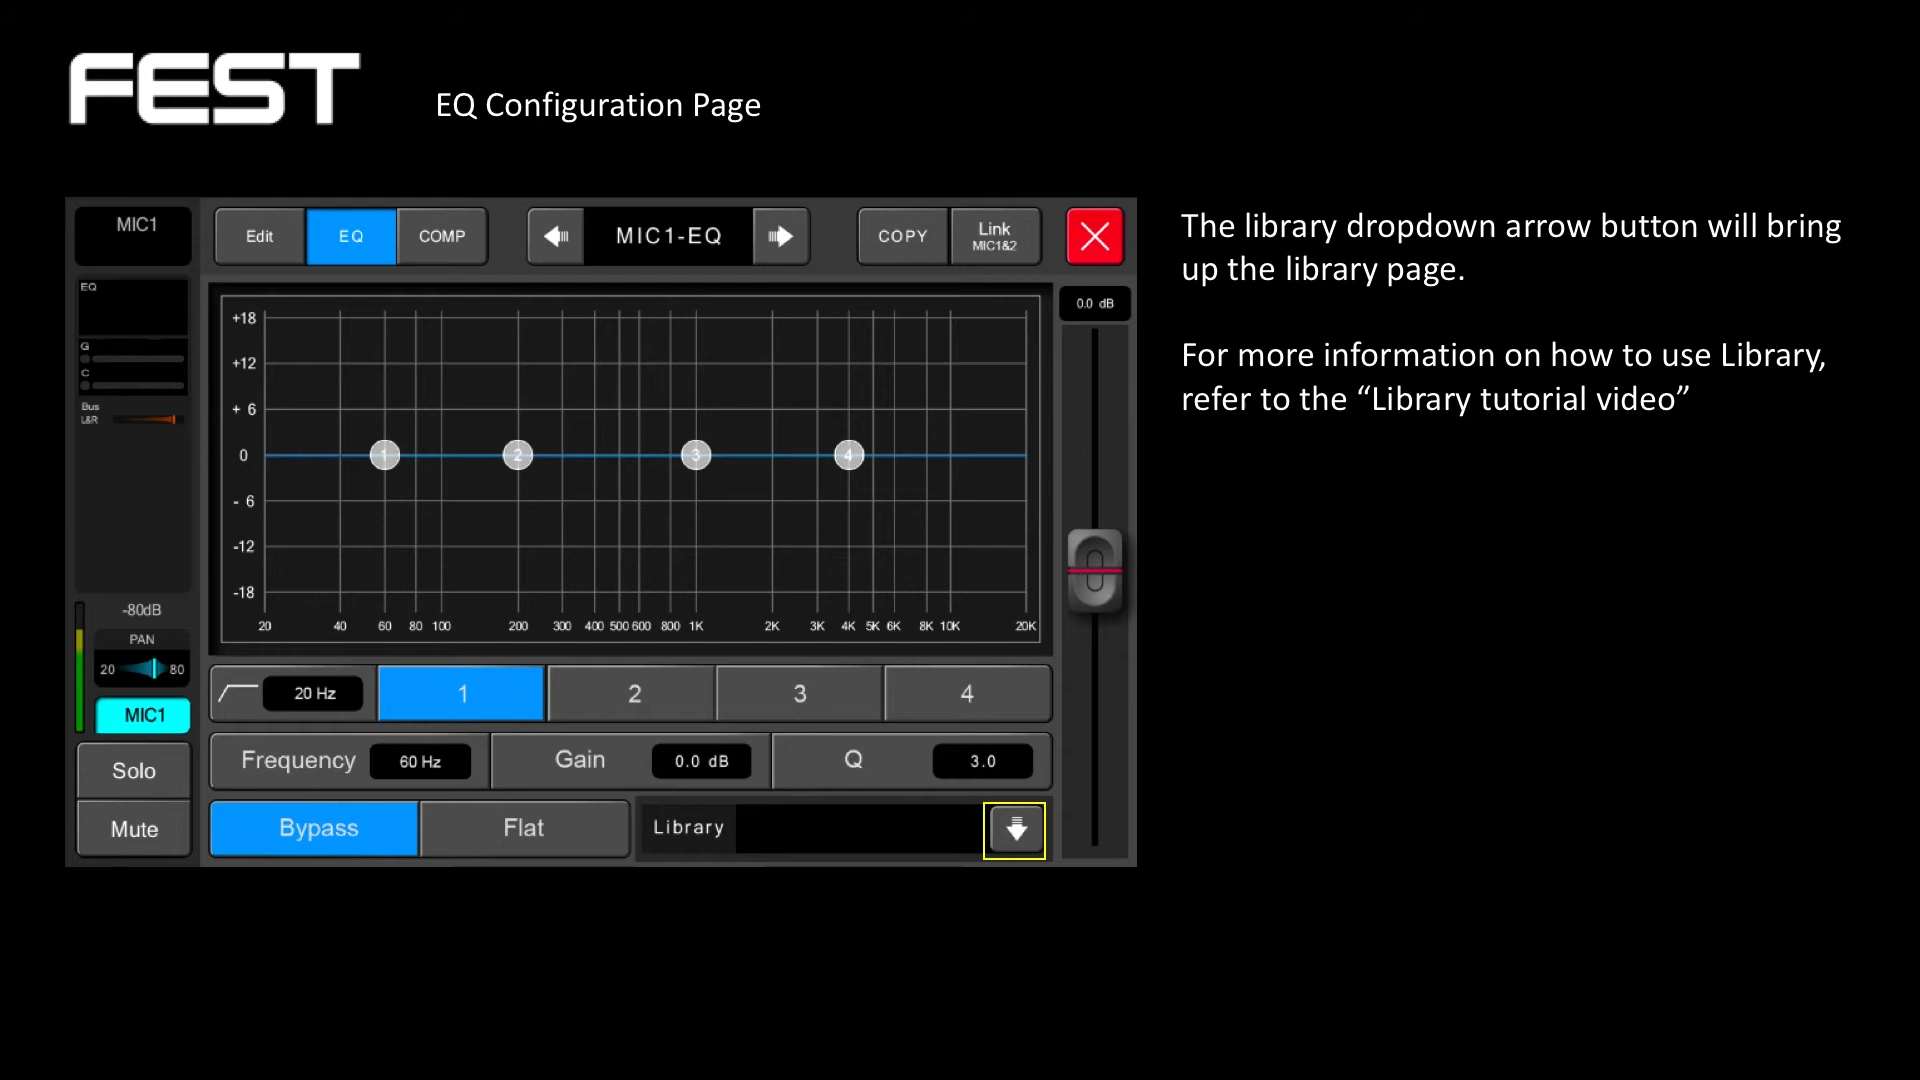 FEST
EQ Configuration Page
MIC1
Edit
EQ
COMP
MIC1-EQ
COPY
Link
MIC1&2
The library dropdown arrow button will bring
up the library page.
For more information on how to use Library,
refer to the “Library tutorial video”
EQ
G
C
Bus
L&R
0.0 dB
+18
+12
+ 6
0
- 6
-12
-18
1
2
3
4
20 40 60 80 100 200 300 400 500 600 800 1K 2K 3K 4K 5K 6K 8K 10K 20K
-80dB
PAN
20 80
MIC1
Solo
Mute
20 Hz
1
2
3
4
Frequency 60 Hz
Gain 0.0 dB
Q 3.0
Bypass
Flat
Library